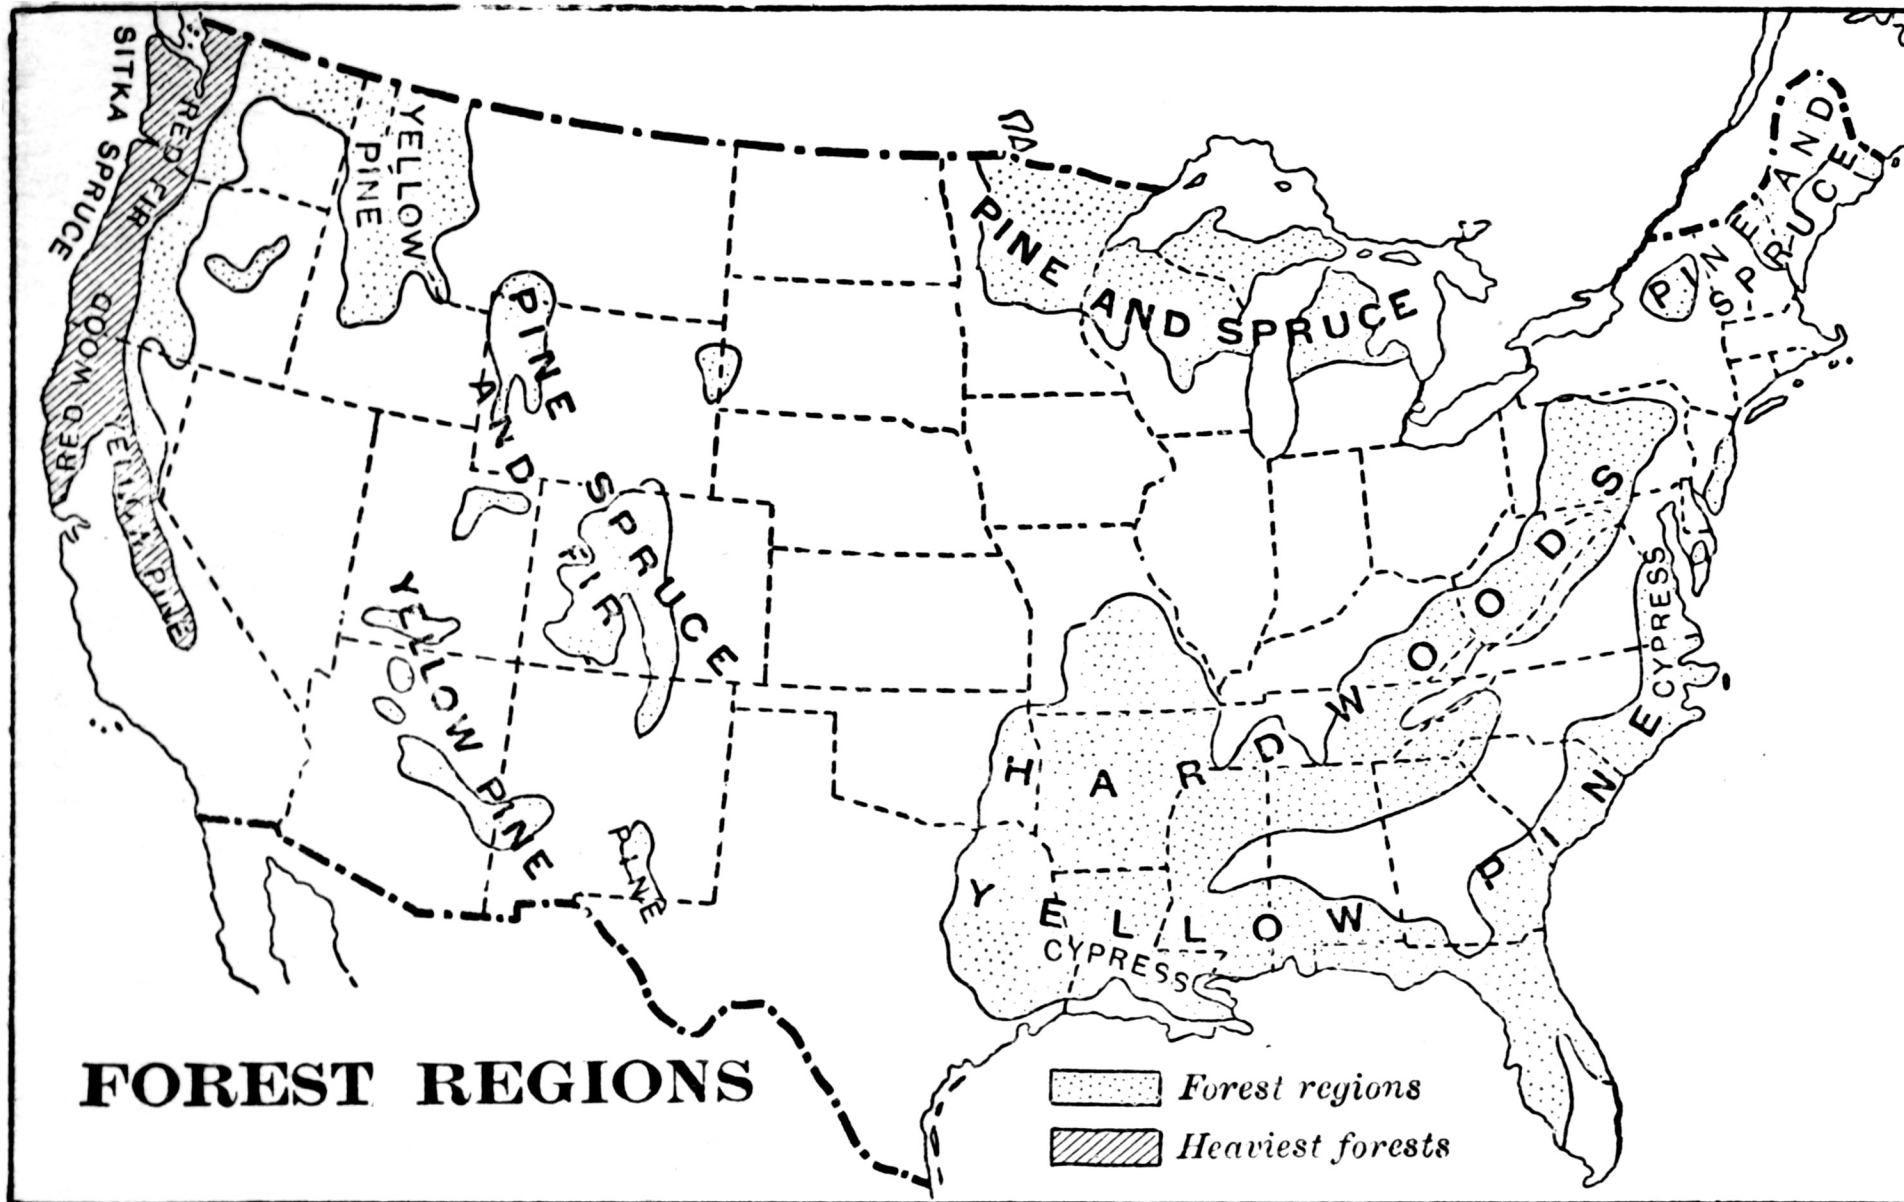 SITKA SPRUCE
RED FIR
RED WOOD
YELLOW PINE
YELLOW
PINE
PINE
AND
SPRUCE
FIR
YELLOW PINE
PINE
PINE
AND SPRUCE
PINE AND
SPRUCE
HARDWOODS
YELLOW PINE
CYPRESS
CYPRESS
FOREST REGIONS
Forest regions
Heaviest forests